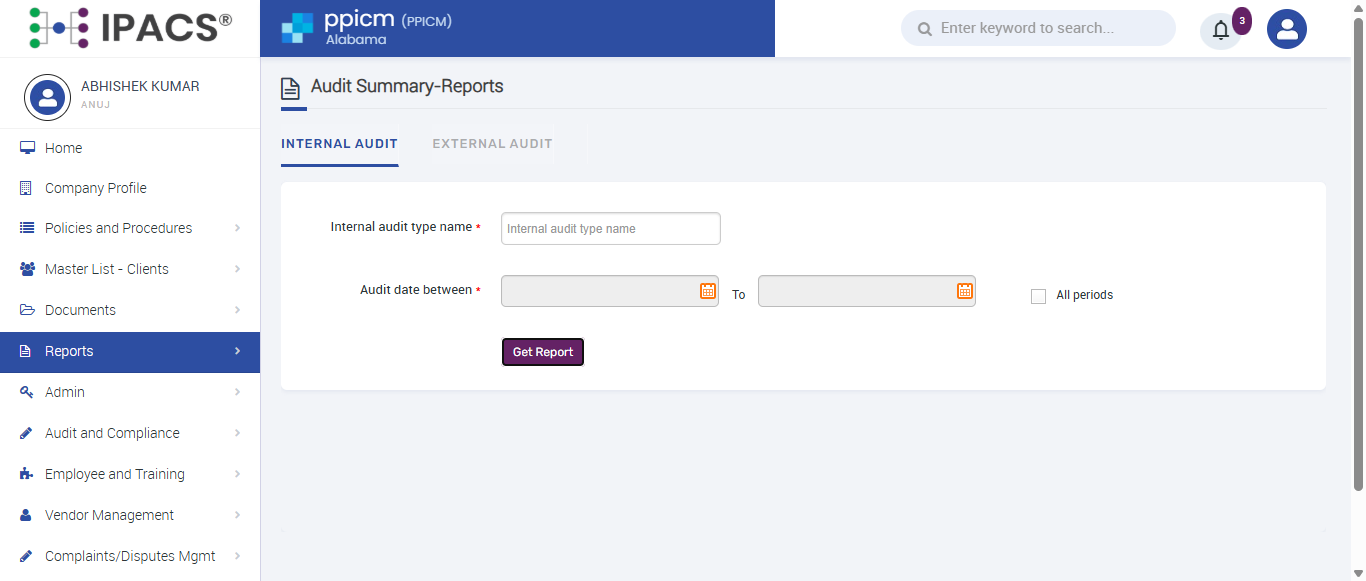 IPACS®
ppicm (PPICM)
Alabama
Enter keyword to search...
3
ABHISHEK KUMAR
ANUJ
Home
Company Profile
Policies and Procedures
Master List - Clients
Documents
Reports
Admin
Audit and Compliance
Employee and Training
Vendor Management
Complaints/Disputes Mgmt
Audit Summary-Reports
INTERNAL AUDIT EXTERNAL AUDIT
Internal audit type name * Internal audit type name
Audit date between * To All periods
Get Report